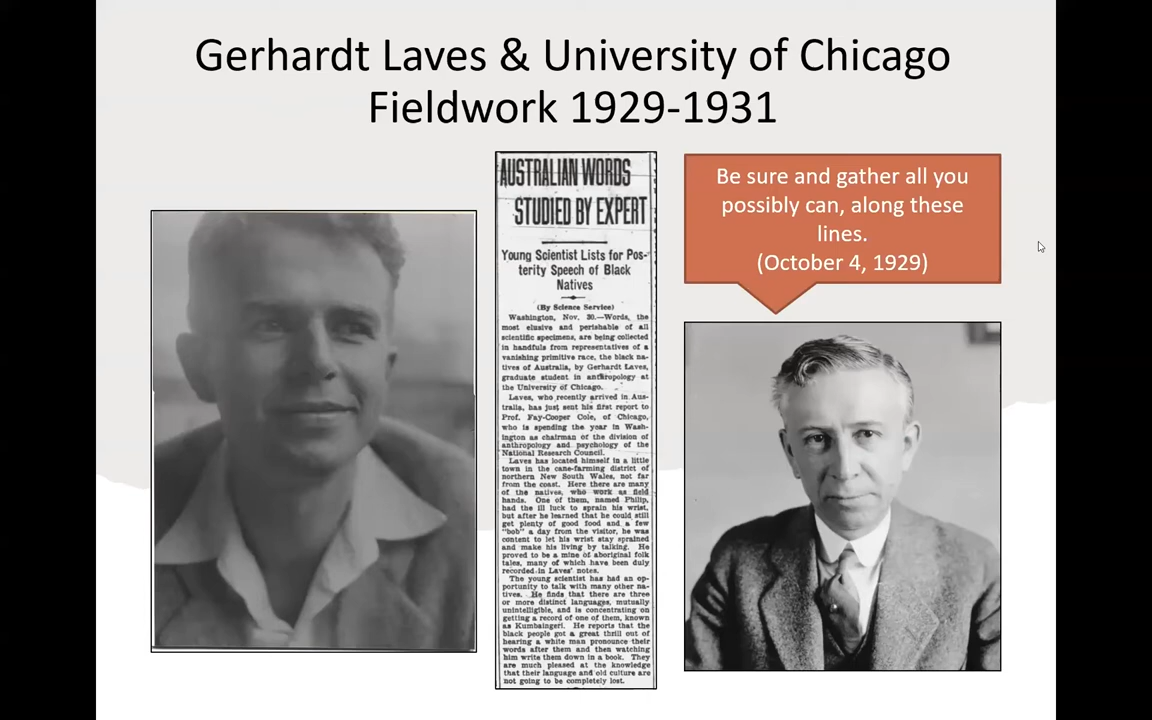 Gerhardt Laves & University of Chicago
Fieldwork 1929-1931
AUSTRALIAN WORDS
STUDIED BY EXPERT
Young Scientist Lists for Pos-
terity Speech of Black
Natives
(By Science Service)
Washington, Nov. 30.—Words, the
most elusive and perishable of all
scientific specimens, are being collected
in handfuls from representatives of a
vanishing primitive race, the black na-
tives of Australia, by Gerhardt Laves,
graduate student in anthropology at
the University of Chicago.
Laves, who recently arrived in Aus-
tralia, has just sent his first report to
Prof. Fay-Cooper Cole, of Chicago,
who is spending the year in Wash-
ington as chairman of the division of
anthropology and psychology of the
National Research Council.
Laves has located himself in a little
town in the cane-farming district of
northern New South Wales, not far
from the coast. Here there are many
of the natives, who work as field
hands. One of them, named Philip,
had the ill luck to sprain his wrist,
but after he learned that he could still
get plenty of good food and a few
"bob" a day from the visitor, he was
content to let his wrist stay sprained
and make his living by talking. He
proved to be a mine of aboriginal folk
tales, many of which have been duly
recorded in Laves' notes.
The young scientist has had an op-
portunity to talk with many other na-
tives. He finds that there are three
or more distinct languages, mutually
unintelligible, and is concentrating on
getting a record of one of them, known
as Kumbaingeri. He reports that the
black people got a great thrill out of
hearing a white man pronounce their
words after them and then watching
him write them down in a book. They
are much pleased at the knowledge
that their language and old culture are
not going to be completely lost.
Be sure and gather all you
possibly can, along these
lines.
(October 4, 1929)